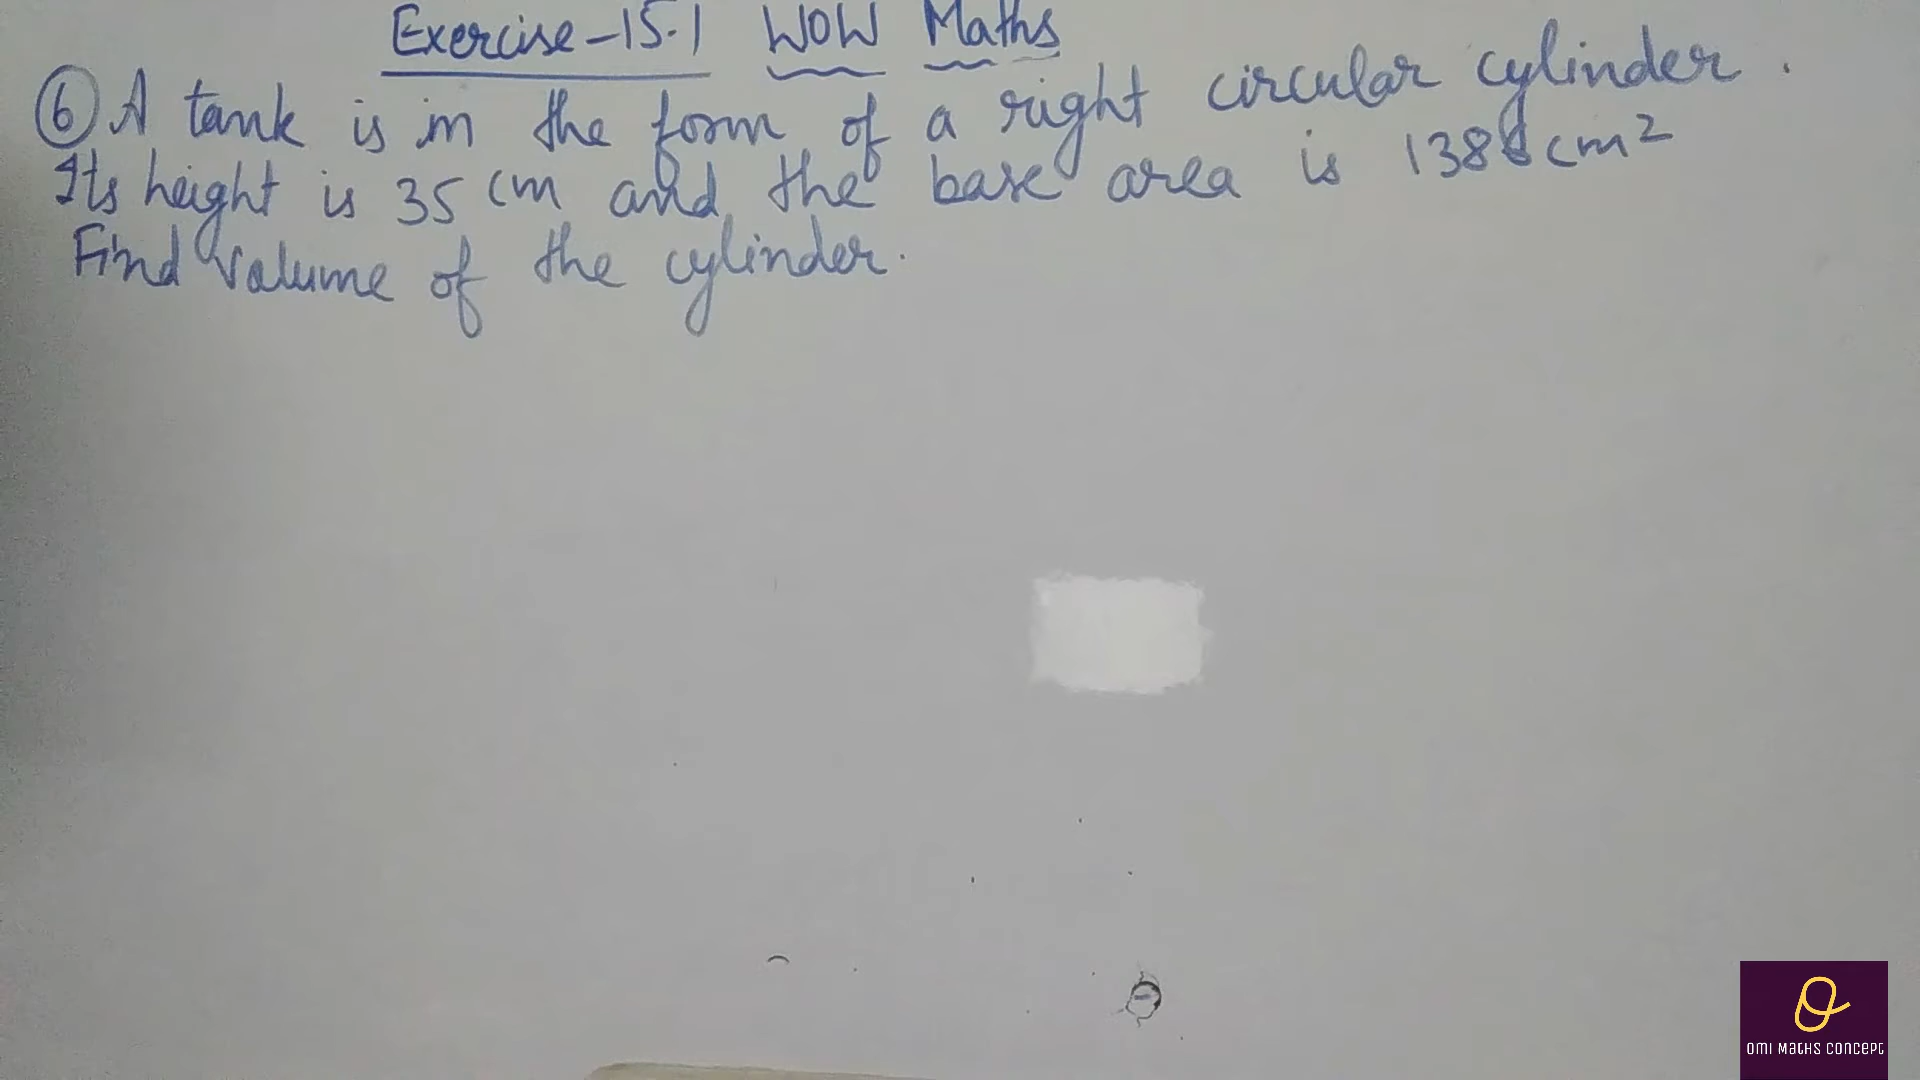 Exercise-15.1 WOW Maths
⑥ A tank is in the form of a right circular cylinder.
Its height is 35 cm and the base area is 1386 cm²
Find Volume of the cylinder.
OMI MATHS CONCEPT